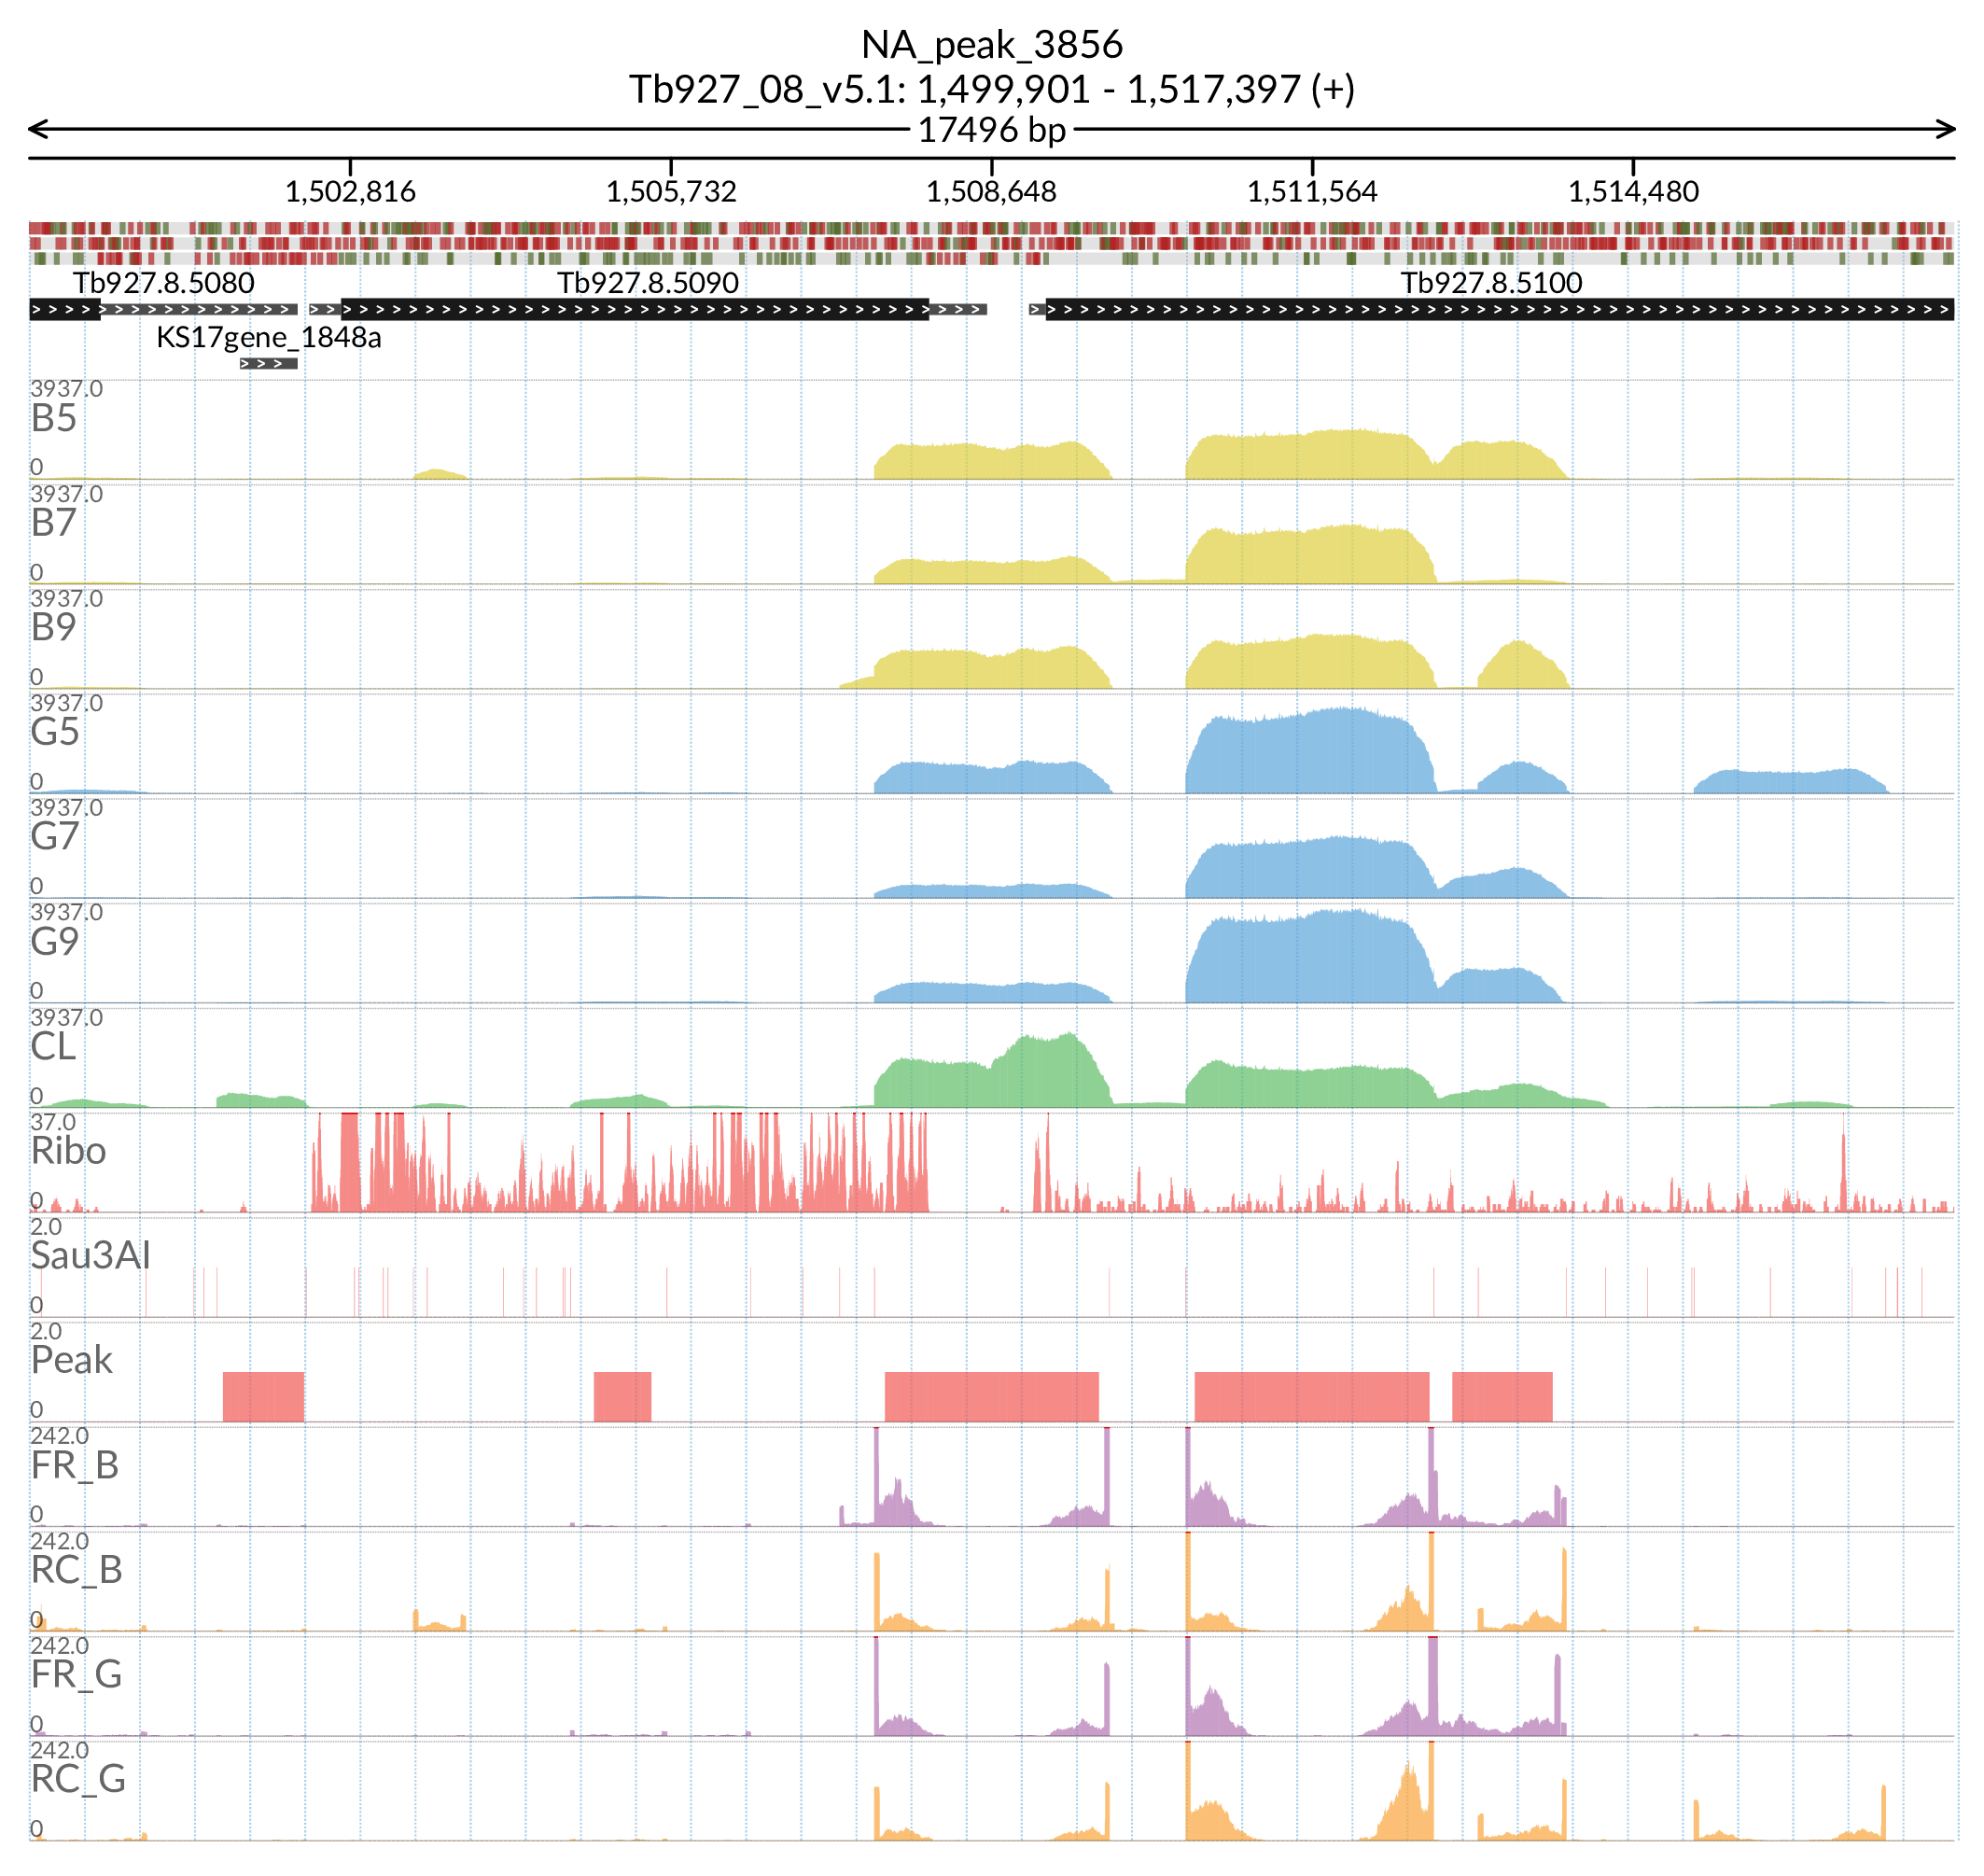 NA_peak_3856
Tb927_08_v5.1: 1,499,901 - 1,517,397 (+)
17496 bp
1,502,816 1,505,732 1,508,648 1,511,564 1,514,480
Tb927.8.5080 Tb927.8.5090 Tb927.8.5100
KS17gene_1848a
3937.0
B5
0
3937.0
B7
0
3937.0
B9
0
3937.0
G5
0
3937.0
G7
0
3937.0
G9
0
3937.0
CL
0
37.0
Ribo
0
2.0
Sau3AI
0
2.0
Peak
0
242.0
FR_B
0
242.0
RC_B
0
242.0
FR_G
0
242.0
RC_G
0